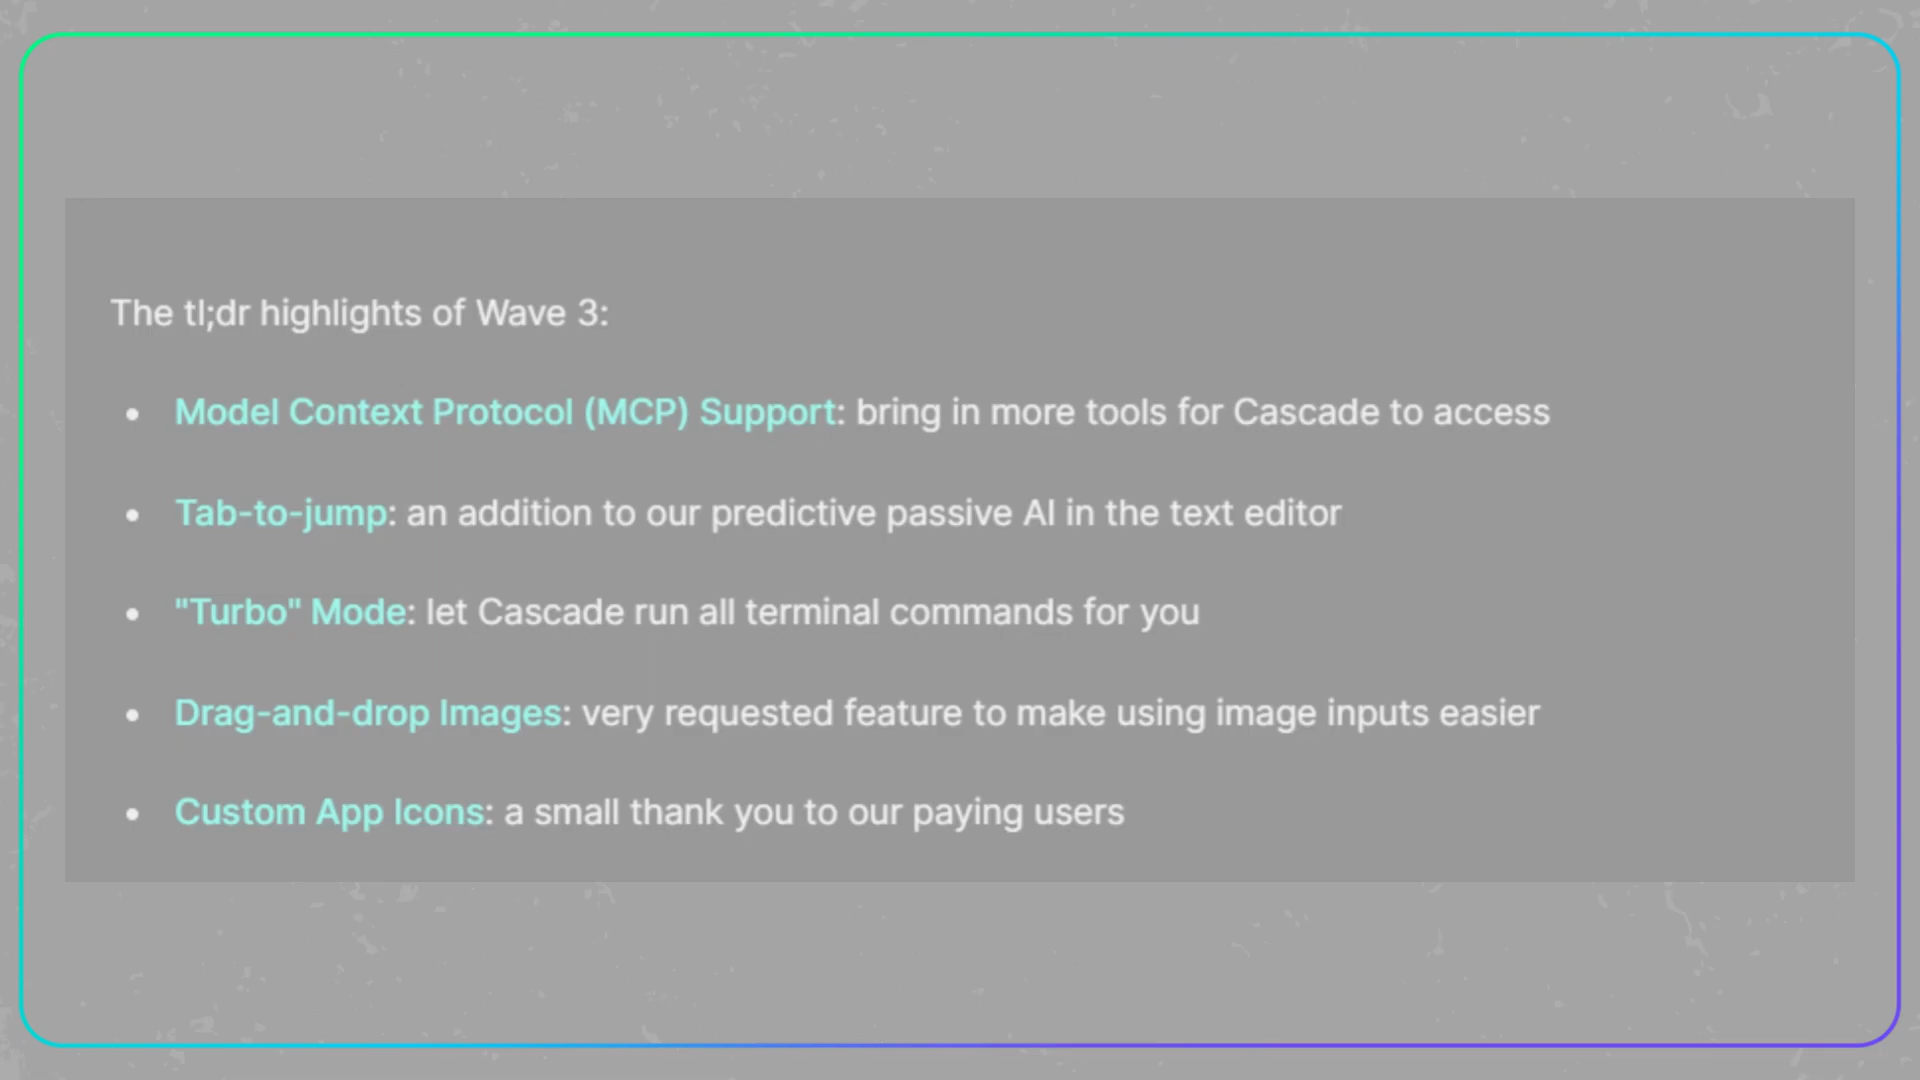 The tl;dr highlights of Wave 3:
• Model Context Protocol (MCP) Support: bring in more tools for Cascade to access
• Tab-to-jump: an addition to our predictive passive AI in the text editor
• "Turbo" Mode: let Cascade run all terminal commands for you
• Drag-and-drop Images: very requested feature to make using image inputs easier
• Custom App Icons: a small thank you to our paying users